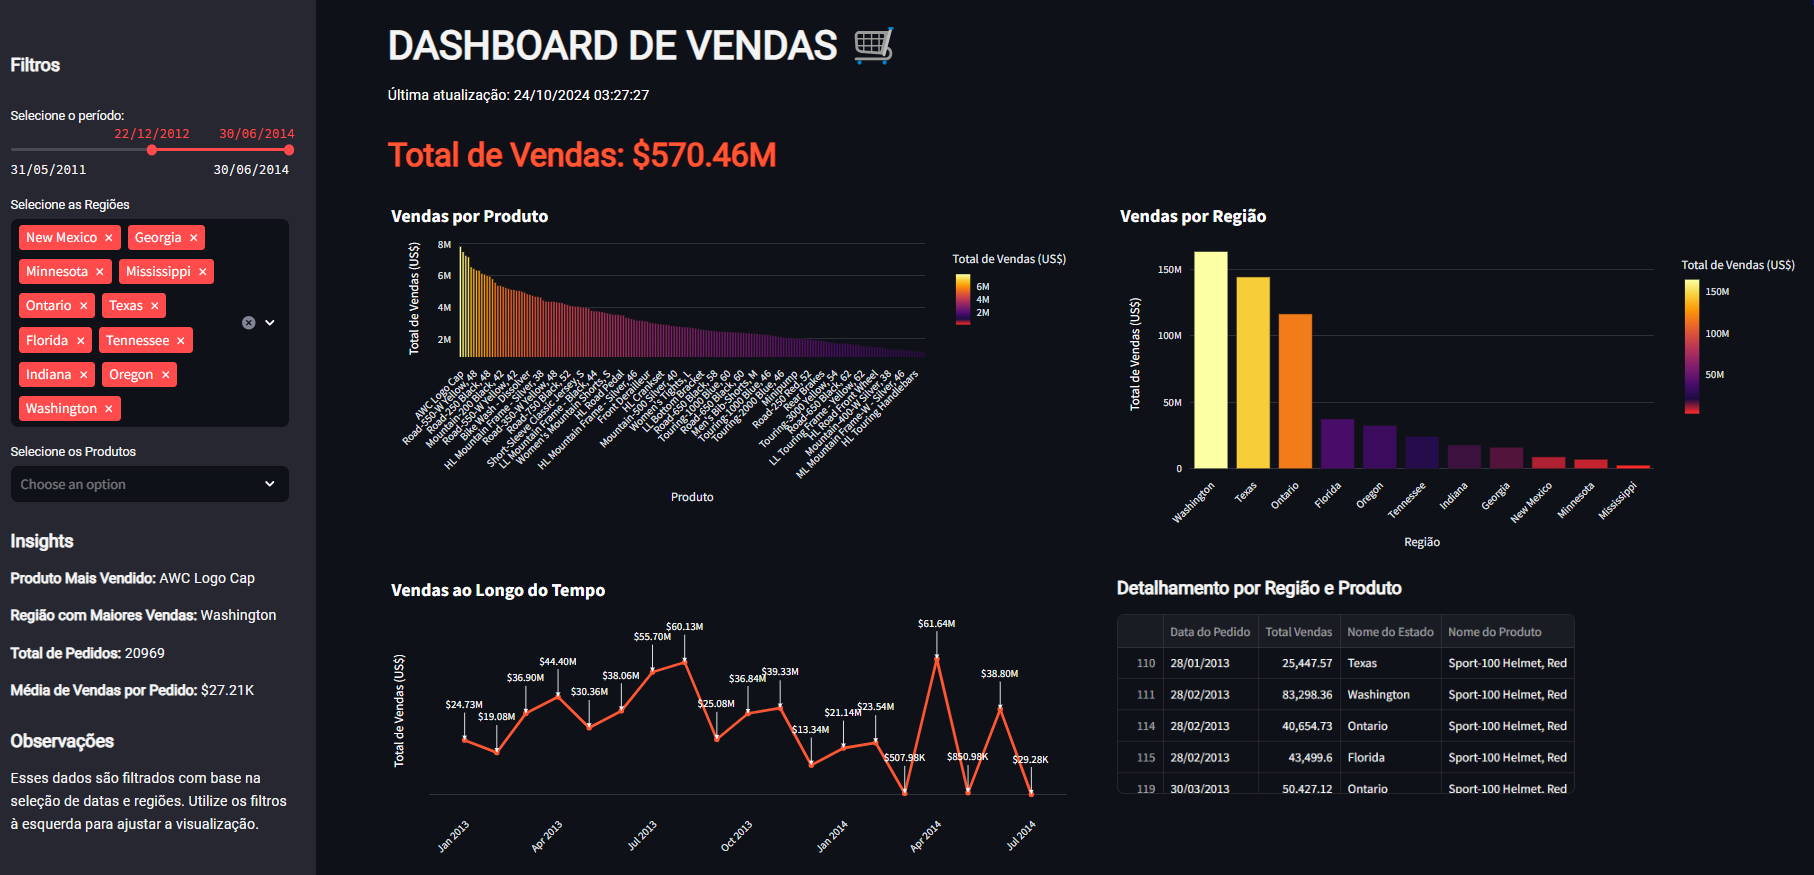 Filtros
Selecione o período:
22/12/2012 30/06/2014
31/05/2011 30/06/2014
Selecione as Regiões
New Mexico × Georgia ×
Minnesota × Mississippi ×
Ontario × Texas ×
Florida × Tennessee ×
Indiana × Oregon ×
Washington ×
Selecione os Produtos
Choose an option
Insights
Produto Mais Vendido: AWC Logo Cap
Região com Maiores Vendas: Washington
Total de Pedidos: 20969
Média de Vendas por Pedido: $27.21K
Observações
Esses dados são filtrados com base na
seleção de datas e regiões. Utilize os filtros
à esquerda para ajustar a visualização.
DASHBOARD DE VENDAS
Última atualização: 24/10/2024 03:27:27
Total de Vendas: $570.46M
Vendas por Produto
Total de Vendas (US$)
8M
6M
4M
2M
AWC Logo Cap
Road-550-W Yellow, 48
Road-250 Black, 48
Mountain-200 Black, 42
Road-550-W Yellow, 42
Bike Wash - Dissolver
HL Mountain Frame - Silver, 38
Road-350-W Yellow, 48
Road-750 Black, 52
Short-Sleeve Classic Jersey, S
LL Mountain Frame - Black, 44
Women's Mountain Shorts, S
HL Road Pedal
HL Mountain Frame - Silver, 46
Front Derailleur
HL Crankset
Mountain-500 Silver, 40
Women's Tights, L
LL Bottom Bracket
Road-650 Black, 58
Touring-1000 Blue, 60
Road-650 Black, 60
Men's Bib-Shorts, M
Touring-1000 Blue, 46
Touring-2000 Blue, 46
Minipump
Road-250 Red, 52
Rear Brakes
Touring-3000 Yellow, 54
Road-650 Black, 62
LL Touring Frame - Yellow, 62
HL Road Front Wheel
Mountain-400-W Silver, 38
ML Mountain Frame-W - Silver, 46
HL Touring Handlebars
Produto
Total de Vendas (US$)
6M
4M
2M
Vendas por Região
Total de Vendas (US$)
150M
100M
50M
0
Washington
Texas
Ontario
Florida
Oregon
Tennessee
Indiana
Georgia
New Mexico
Minnesota
Mississippi
Região
Total de Vendas (US$)
150M
100M
50M
Vendas ao Longo do Tempo
Total de Vendas (US$)
$24.73M
$19.08M
$36.90M
$44.40M
$30.36M
$38.06M
$55.70M
$60.13M
$25.08M
$36.84M
$39.33M
$13.34M
$21.14M
$23.54M
$507.98K
$61.64M
$850.98K
$38.80M
$29.28K
Jan 2013
Apr 2013
Jul 2013
Oct 2013
Jan 2014
Apr 2014
Jul 2014
Detalhamento por Região e Produto
Data do Pedido Total Vendas Nome do Estado Nome do Produto
110 28/01/2013 25,447.57 Texas Sport-100 Helmet, Red
111 28/02/2013 83,298.36 Washington Sport-100 Helmet, Red
114 28/02/2013 40,654.73 Ontario Sport-100 Helmet, Red
115 28/02/2013 43,499.6 Florida Sport-100 Helmet, Red
119 30/03/2013 50,427.12 Ontario Sport-100 Helmet, Red